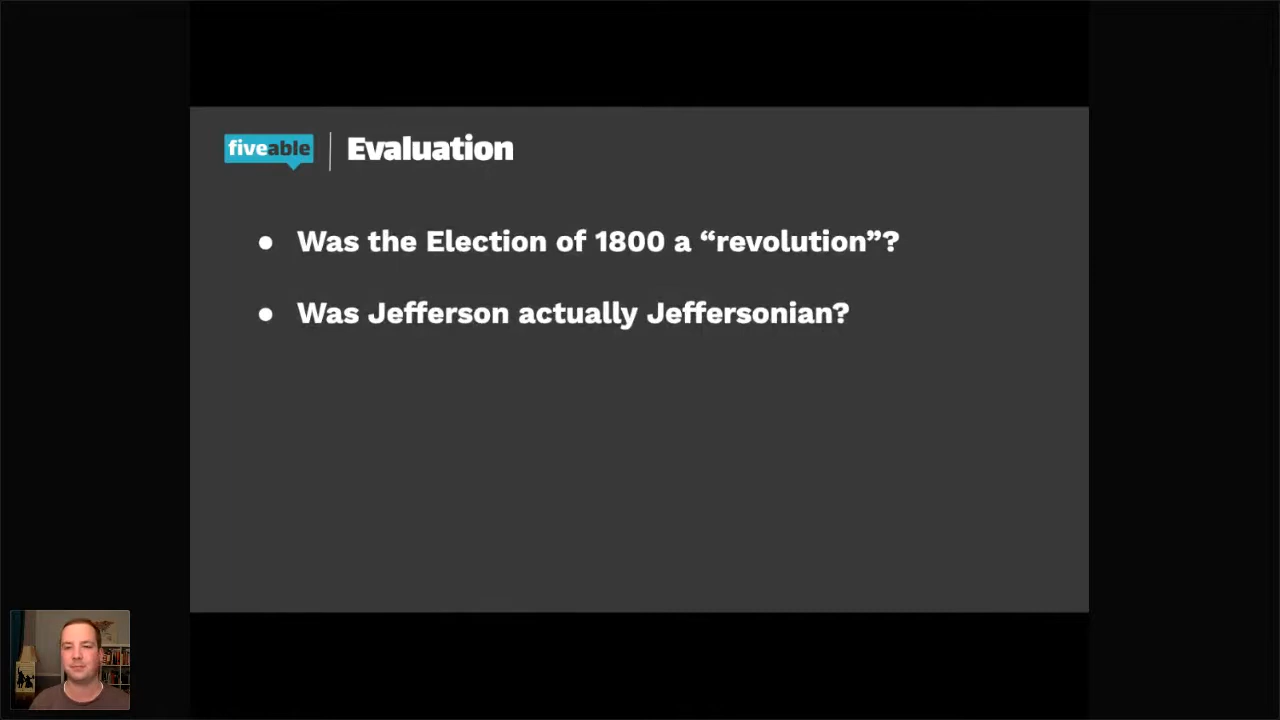 fiveable | Evaluation
● Was the Election of 1800 a “revolution”?
● Was Jefferson actually Jeffersonian?